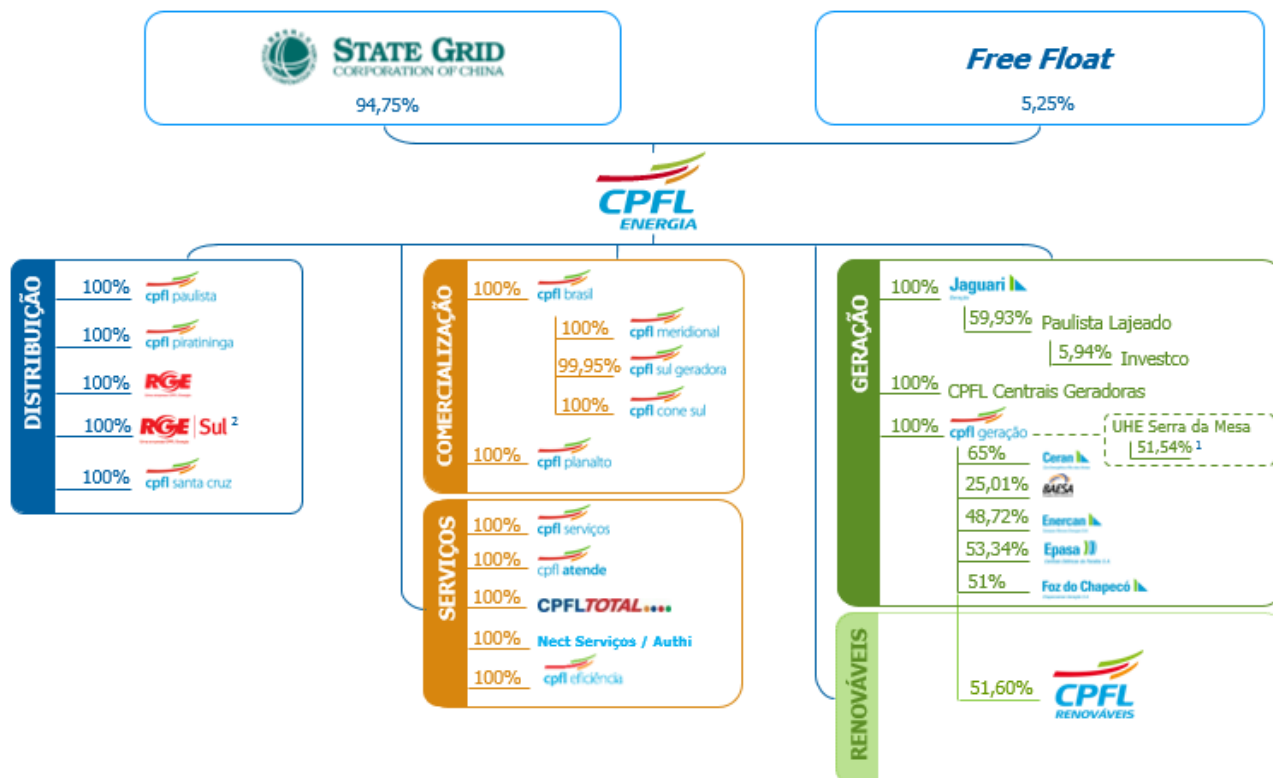 STATE GRID
CORPORATION OF CHINA
94,75%
Free Float
5,25%
CPFL
ENERGIA
DISTRIBUIÇÃO
100% cpfl paulista
100% cpfl piratininga
100% RGE
100% RGE Sul ²
100% cpfl santa cruz
COMERCIALIZAÇÃO
100% cpfl brasil
100% cpfl meridional
99,95% cpfl sul geradora
100% cpfl cone sul
100% cpfl planalto
SERVIÇOS
100% cpfl serviços
100% cpfl atende
100% CPFLTOTAL
100% Nect Serviços / Authi
100% cpfl eficiência
GERAÇÃO
100% Jaguari
Geração
59,93% Paulista Lajeado
5,94% Investco
100% CPFL Centrais Geradoras
100% cpfl geração
UHE Serra da Mesa
51,54% ¹
65% Ceran
25,01% BAESA
48,72% Enercan
53,34% Epasa
51% Foz do Chapecó
RENOVÁVEIS
51,60% CPFL
RENOVÁVEIS